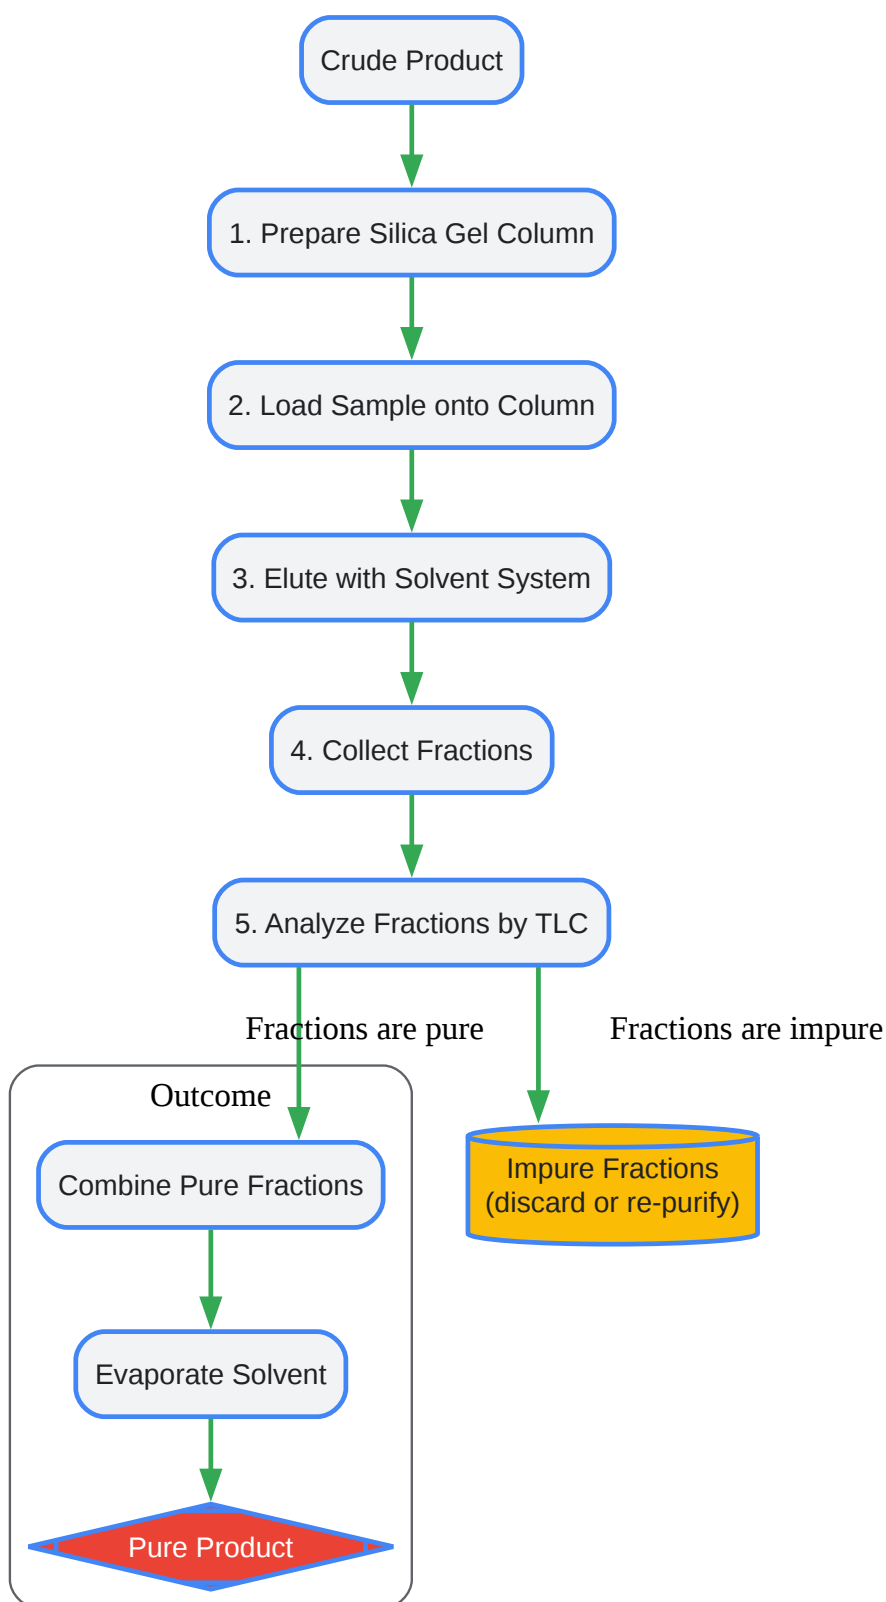 Crude Product
1. Prepare Silica Gel Column
2. Load Sample onto Column
3. Elute with Solvent System
4. Collect Fractions
5. Analyze Fractions by TLC
Fractions are pure
Fractions are impure
Outcome
Combine Pure Fractions
Impure Fractions
(discard or re-purify)
Evaporate Solvent
Pure Product